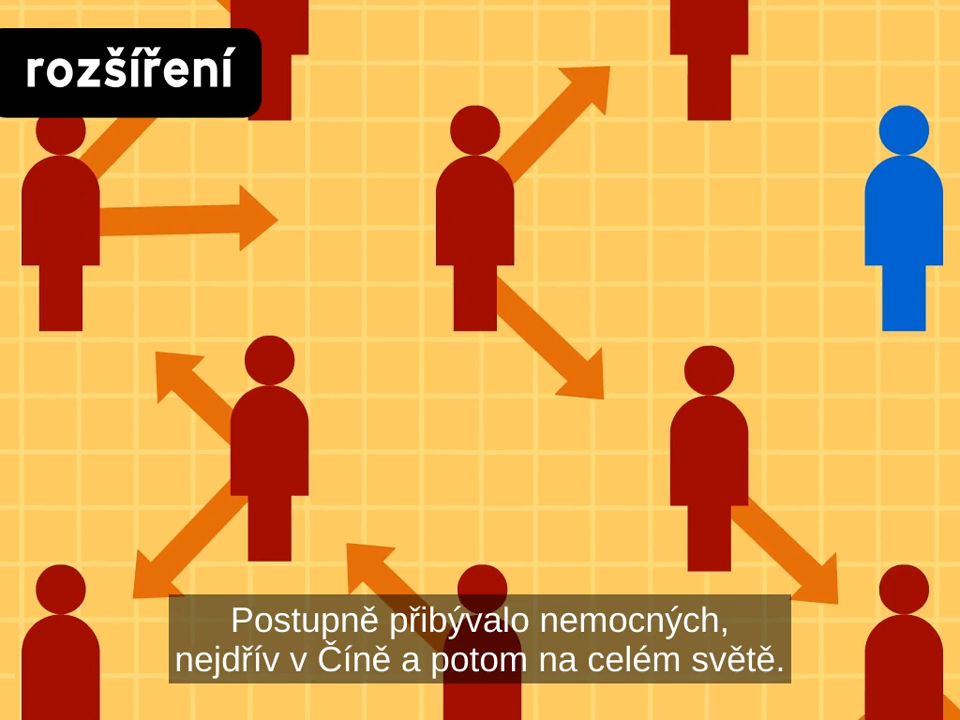 rozšíření
Postupně přibývalo nemocných,
nejdřív v Číně a potom na celém světě.